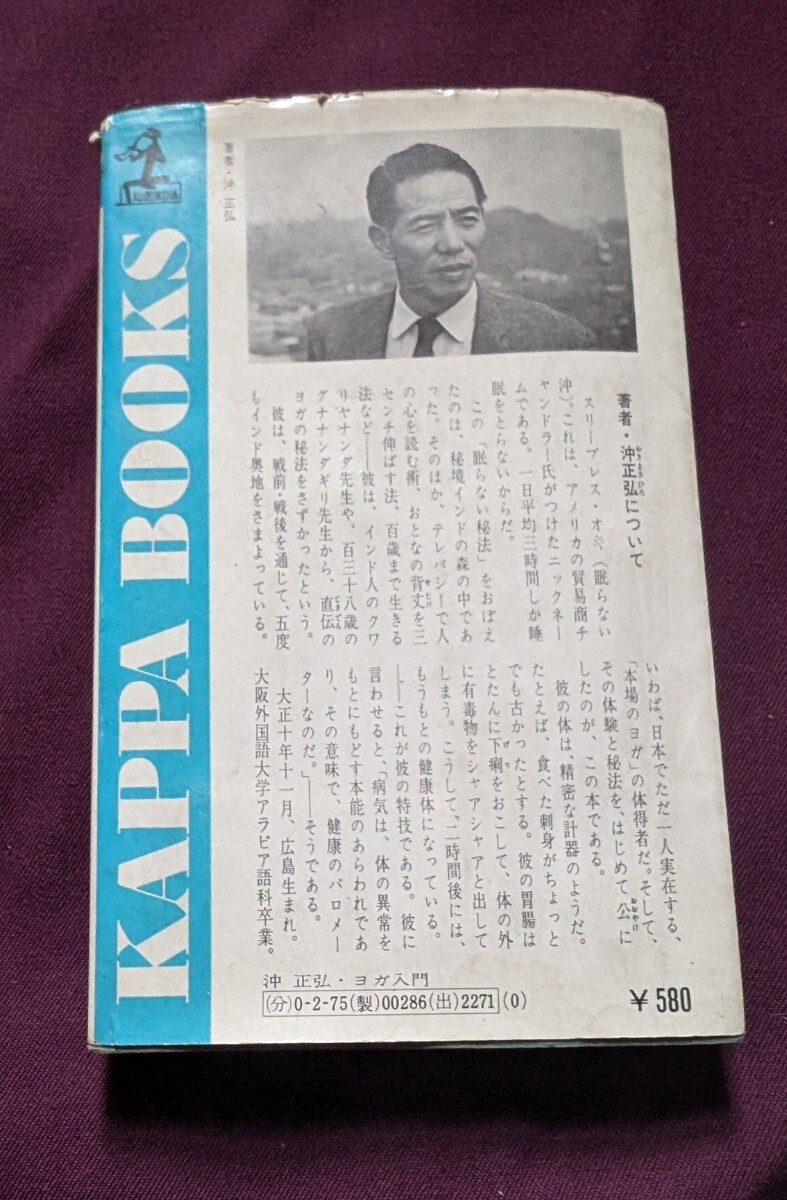 KAPPA BOOKS
著者・沖 正弘
著者・沖正弘について
おきまさひろ
スリープレス・オキ(眠らない
沖)。これは、アメリカの貿易商チ
ャンドラー氏がつけたニックネー
ムである。一日平均三時間しか睡
眠をとらないからだ。
この「眠らない秘法」をおぼえ
たのは、秘境インドの森の中であ
った。そのほか、テレパシーで人
の心を読む術、おとなの背丈を三
せたけ
センチ伸ばす法、百歳まで生きる
法など――彼は、インド人のクワ
リヤナンダ先生や、百三十八歳の
グナナンダギリ先生から、直伝の
じきでん
ヨガの秘法をさずかったという。
彼は、戦前・戦後を通じて、五度
もインド奥地をさまよっている。
いわば、日本でただ一人実在する、
「本場のヨガ」の体得者だ。そして、
その体験と秘法を、はじめて公に
おおやけ
したのが、この本である。
彼の体は、精密な計器のようだ。
たとえば、食べた刺身がちょっと
でも古かったとする。彼の胃腸は
とたんに下痢をおこして、体の外
げり
に有毒物をシャアシャアと出して
しまう。こうして、二時間後には、
もうもとの健康体になっている。
――これが彼の特技である。彼に
言わせると、「病気は、体の異常を
もとにもどす本能のあらわれであ
り、その意味で、健康のバロメー
ターなのだ。」――そうである。
大正十年十一月、広島生まれ。
大阪外国語大学アラビア語科卒業。
沖 正弘・ヨガ入門
(分)0-2-75(製)00286(出)2271(0)
¥580